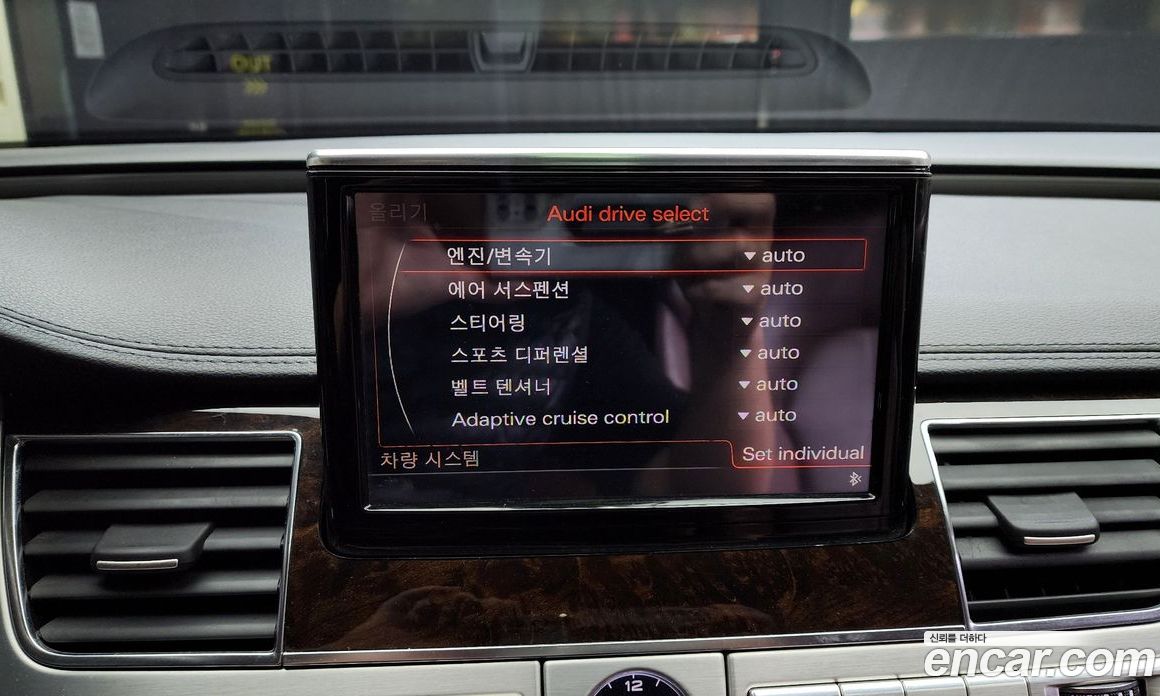 OUT
올리기
Audi drive select
엔진/변속기 auto
에어 서스펜션 auto
스티어링 auto
스포츠 디퍼렌셜 auto
벨트 텐셔너 auto
Adaptive cruise control auto
차량 시스템 Set individual
12
신뢰를 더하다
encar.com